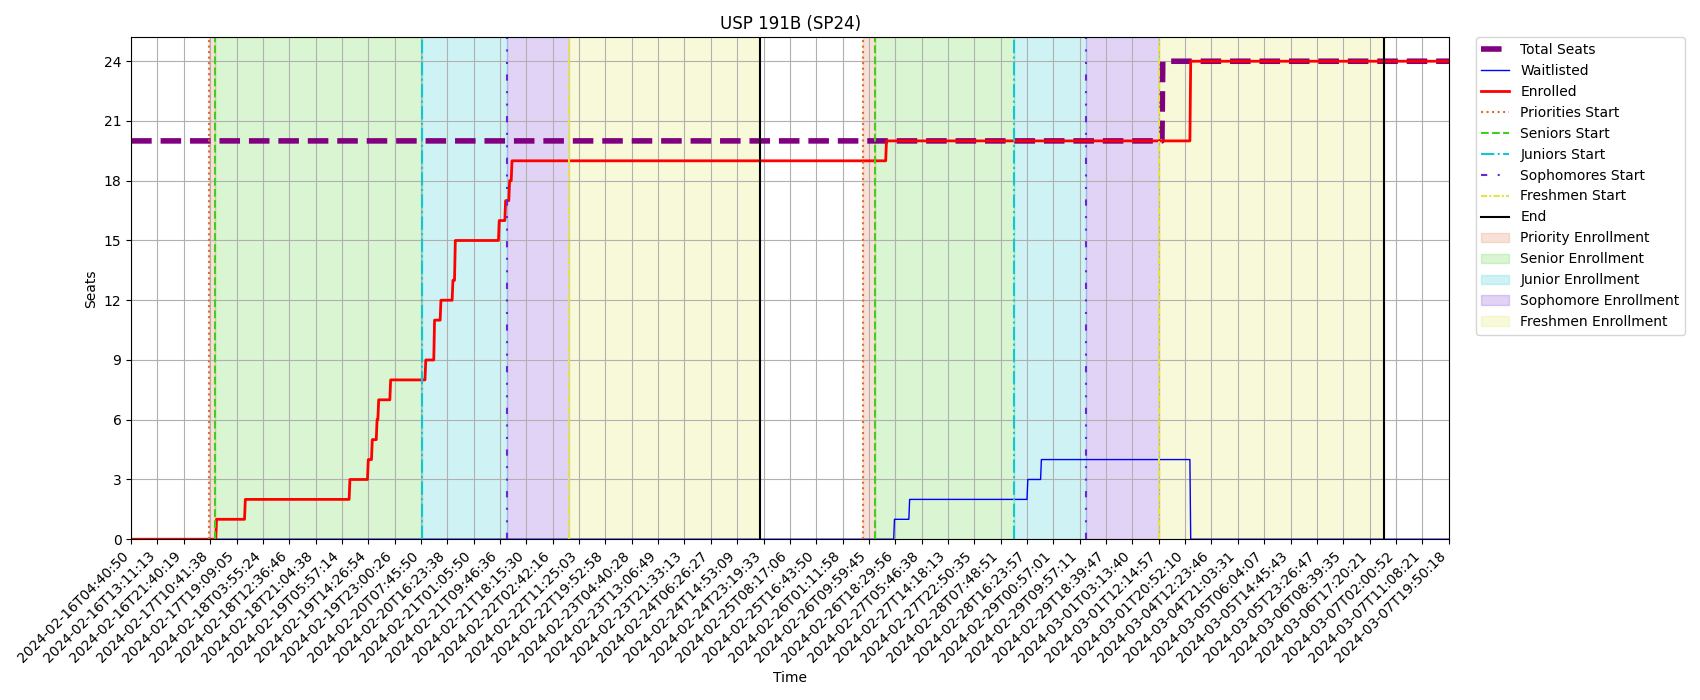 USP 191B (SP24)
24
21
18
15
12
9
6
3
0
Seats
2024-02-16T04:40:50
2024-02-16T13:11:13
2024-02-16T21:40:19
2024-02-17T10:41:38
2024-02-17T19:09:05
2024-02-18T03:55:24
2024-02-18T12:36:46
2024-02-18T21:04:38
2024-02-19T05:57:14
2024-02-19T14:26:54
2024-02-19T23:00:26
2024-02-20T07:45:50
2024-02-20T16:23:38
2024-02-21T01:05:50
2024-02-21T09:46:36
2024-02-21T18:15:30
2024-02-22T02:42:16
2024-02-22T11:25:03
2024-02-22T19:52:58
2024-02-23T04:40:28
2024-02-23T13:06:49
2024-02-23T21:33:13
2024-02-24T06:26:27
2024-02-24T14:53:09
2024-02-24T23:19:33
2024-02-25T08:17:06
2024-02-25T16:43:50
2024-02-26T01:11:58
2024-02-26T09:59:45
2024-02-26T18:29:56
2024-02-27T05:46:38
2024-02-27T14:18:13
2024-02-27T22:50:35
2024-02-28T07:48:51
2024-02-28T16:23:57
2024-02-29T00:57:01
2024-02-29T09:57:11
2024-02-29T18:39:47
2024-03-01T03:13:40
2024-03-01T12:14:57
2024-03-01T20:52:10
2024-03-04T12:23:46
2024-03-04T21:03:31
2024-03-05T06:04:07
2024-03-05T14:45:43
2024-03-05T23:26:47
2024-03-06T08:39:35
2024-03-06T17:20:21
2024-03-07T02:00:52
2024-03-07T11:08:21
2024-03-07T19:50:18
Time
Total Seats
Waitlisted
Enrolled
Priorities Start
Seniors Start
Juniors Start
Sophomores Start
Freshmen Start
End
Priority Enrollment
Senior Enrollment
Junior Enrollment
Sophomore Enrollment
Freshmen Enrollment